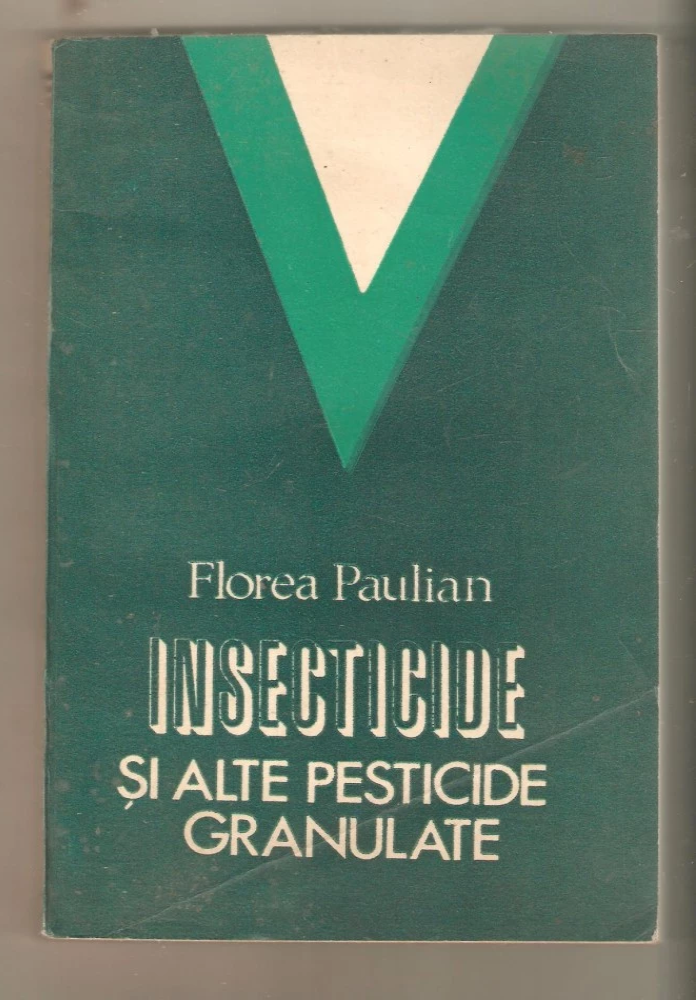 Florea Paulian
INSECTICIDE
ȘI ALTE PESTICIDE
GRANULATE